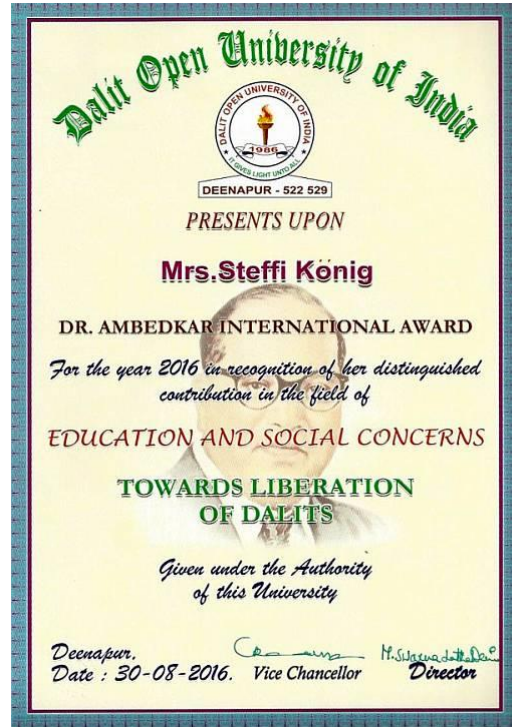 Dalit Open University of India
DALIT OPEN UNIVERSITY OF INDIA
1986
IT GIVES LIGHT UNTO ALL
DEENAPUR - 522 529
PRESENTS UPON
Mrs.Steffi König
DR. AMBEDKAR INTERNATIONAL AWARD
For the year 2016 in recognition of her distinguished
contribution in the field of
EDUCATION AND SOCIAL CONCERNS
TOWARDS LIBERATION
OF DALITS
Given under the Authority
of this University
Deenapur.
Date : 30-08-2016.
Vice Chancellor
Director